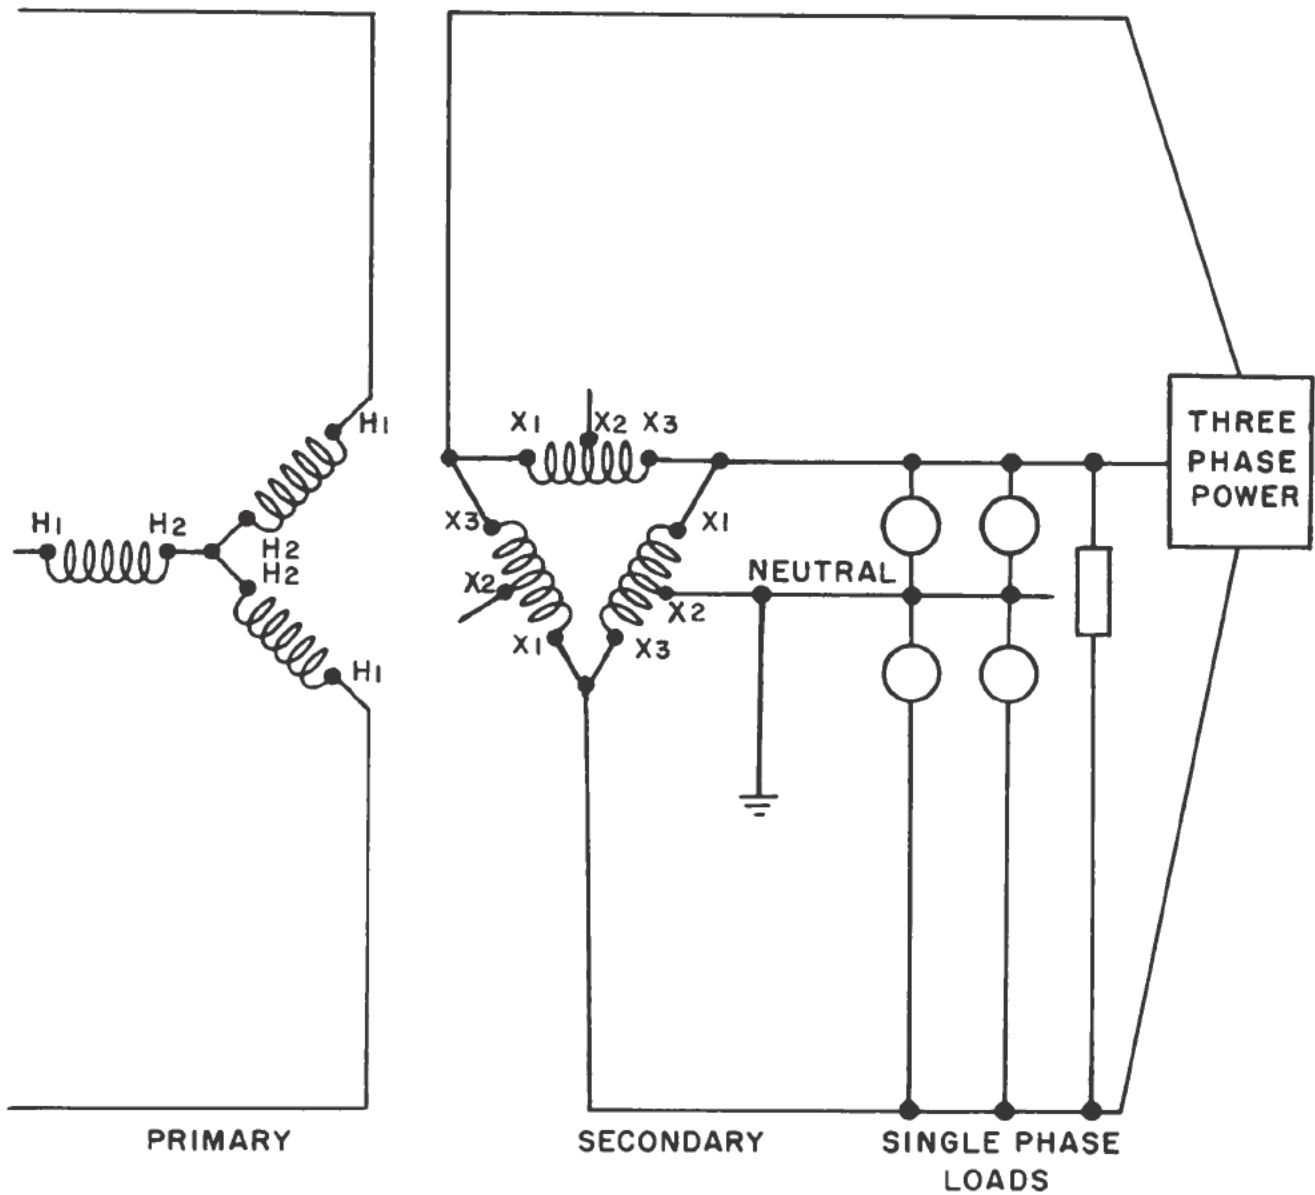 H1
X1
X2
X3
THREE
PHASE
POWER
H1
H2
H2
H2
X3
X1
NEUTRAL
X2
X2
X1
X3
H1
PRIMARY
SECONDARY
SINGLE PHASE
LOADS